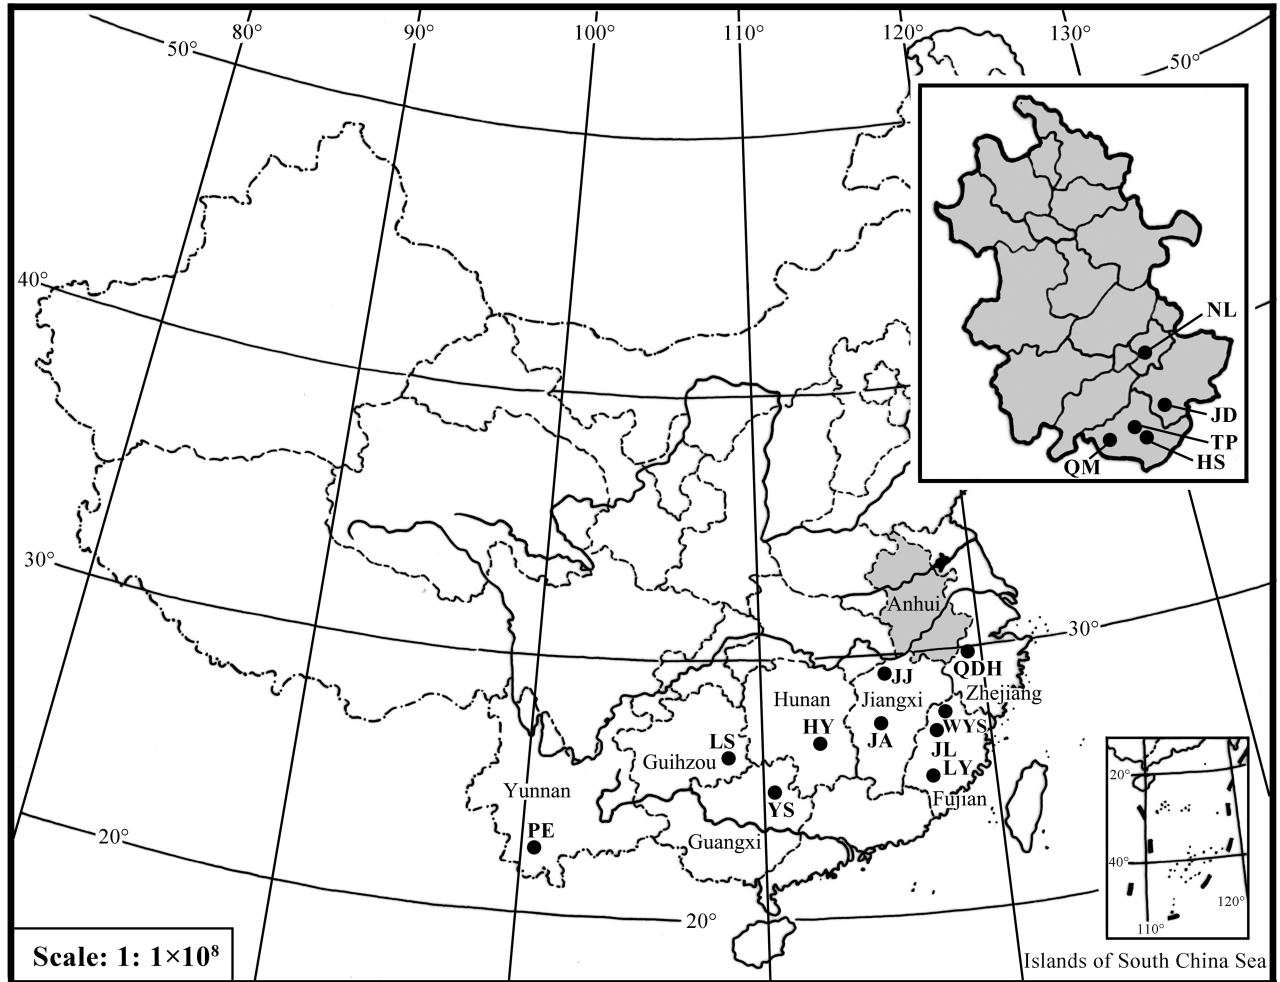 80°
90°
100°
110°
120°
130°
50°
50°
40°
NL
JD
TP
HS
QM
30°
Anhui
30°
QDH
JJ
Zhejiang
Hunan
Jiangxi
WYS
HY
JA
LS
JL
Guihzou
LY
20°
Yunnan
Fujian
YS
PE
20°
Guangxi
40°
20°
120°
110°
Scale: 1: 1×10⁸
Islands of South China Sea